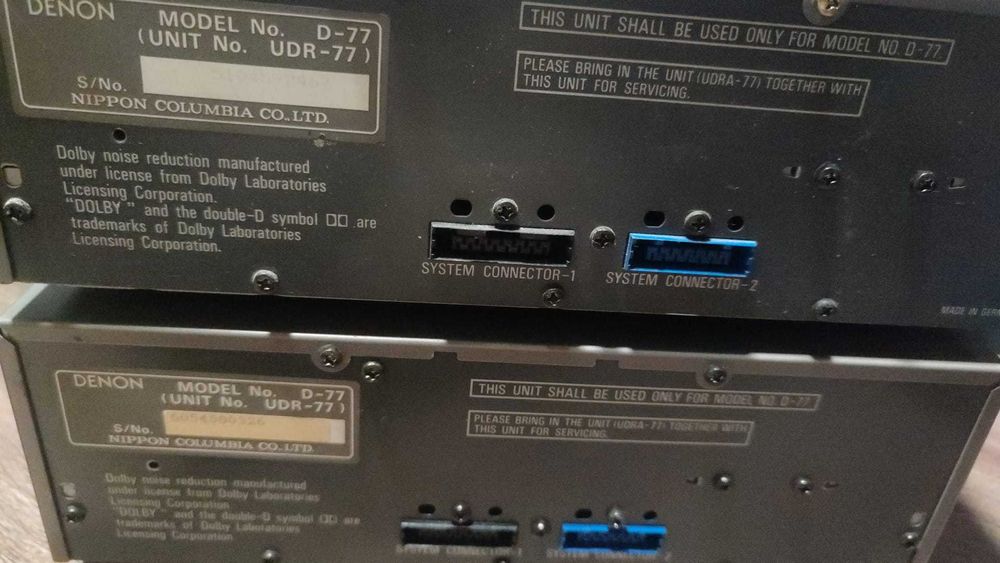 DENON
MODEL No. D-77
(UNIT No. UDR-77)
S/No.
NIPPON COLUMBIA CO.,LTD.
THIS UNIT SHALL BE USED ONLY FOR MODEL NO. D-77.
PLEASE BRING IN THE UNIT (UDRA-77) TOGETHER WITH
THIS UNIT FOR SERVICING.
Dolby noise reduction manufactured
under license from Dolby Laboratories
Licensing Corporation.
"DOLBY" and the double-D symbol are
trademarks of Dolby Laboratories
Licensing Corporation.
SYSTEM CONNECTOR-1
SYSTEM CONNECTOR-2
MADE IN GER
DENON
MODEL No. D-77
(UNIT No. UDR-77)
S/No.
NIPPON COLUMBIA CO.,LTD.
THIS UNIT SHALL BE USED ONLY FOR MODEL NO. D-77.
PLEASE BRING IN THE UNIT (UDRA-77) TOGETHER WITH
THIS UNIT FOR SERVICING.
Dolby noise reduction manufactured
under license from Dolby Laboratories
Licensing Corporation
"DOLBY" and the double-D symbol are
trademarks of Dolby Laboratories
Licensing Corporation
SYSTEM CONNECTOR-1
SYSTEM CONNECTOR-2